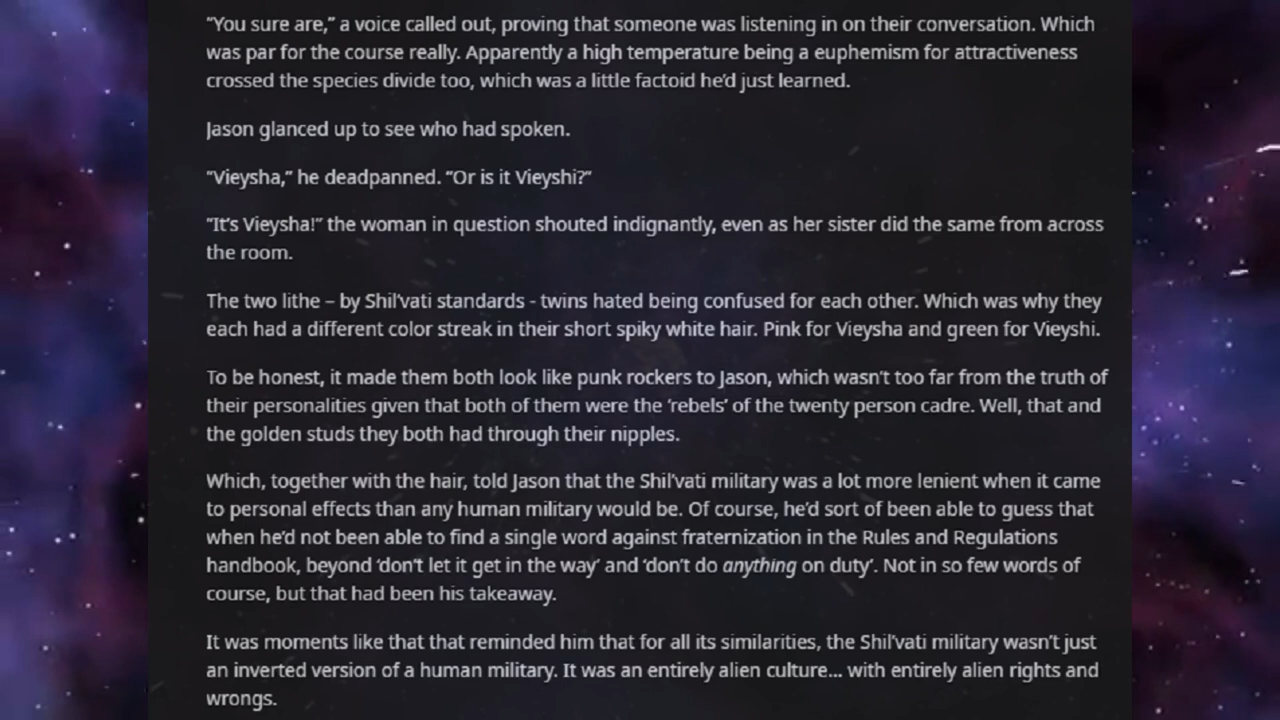 “You sure are,” a voice called out, proving that someone was listening in on their conversation. Which
was par for the course really. Apparently a high temperature being a euphemism for attractiveness
crossed the species divide too, which was a little factoid he’d just learned.
Jason glanced up to see who had spoken.
“Vieysha,” he deadpanned. “Or is it Vieyshi?”
“It’s Vieysha!” the woman in question shouted indignantly, even as her sister did the same from across
the room.
The two lithe – by Shil’vati standards - twins hated being confused for each other. Which was why they
each had a different color streak in their short spiky white hair. Pink for Vieysha and green for Vieyshi.
To be honest, it made them both look like punk rockers to Jason, which wasn’t too far from the truth of
their personalities given that both of them were the ‘rebels’ of the twenty person cadre. Well, that and
the golden studs they both had through their nipples.
Which, together with the hair, told Jason that the Shil’vati military was a lot more lenient when it came
to personal effects than any human military would be. Of course, he’d sort of been able to guess that
when he’d not been able to find a single word against fraternization in the Rules and Regulations
handbook, beyond ‘don’t let it get in the way’ and ‘don’t do anything on duty’. Not in so few words of
course, but that had been his takeaway.
It was moments like that that reminded him that for all its similarities, the Shil’vati military wasn’t just
an inverted version of a human military. It was an entirely alien culture... with entirely alien rights and
wrongs.